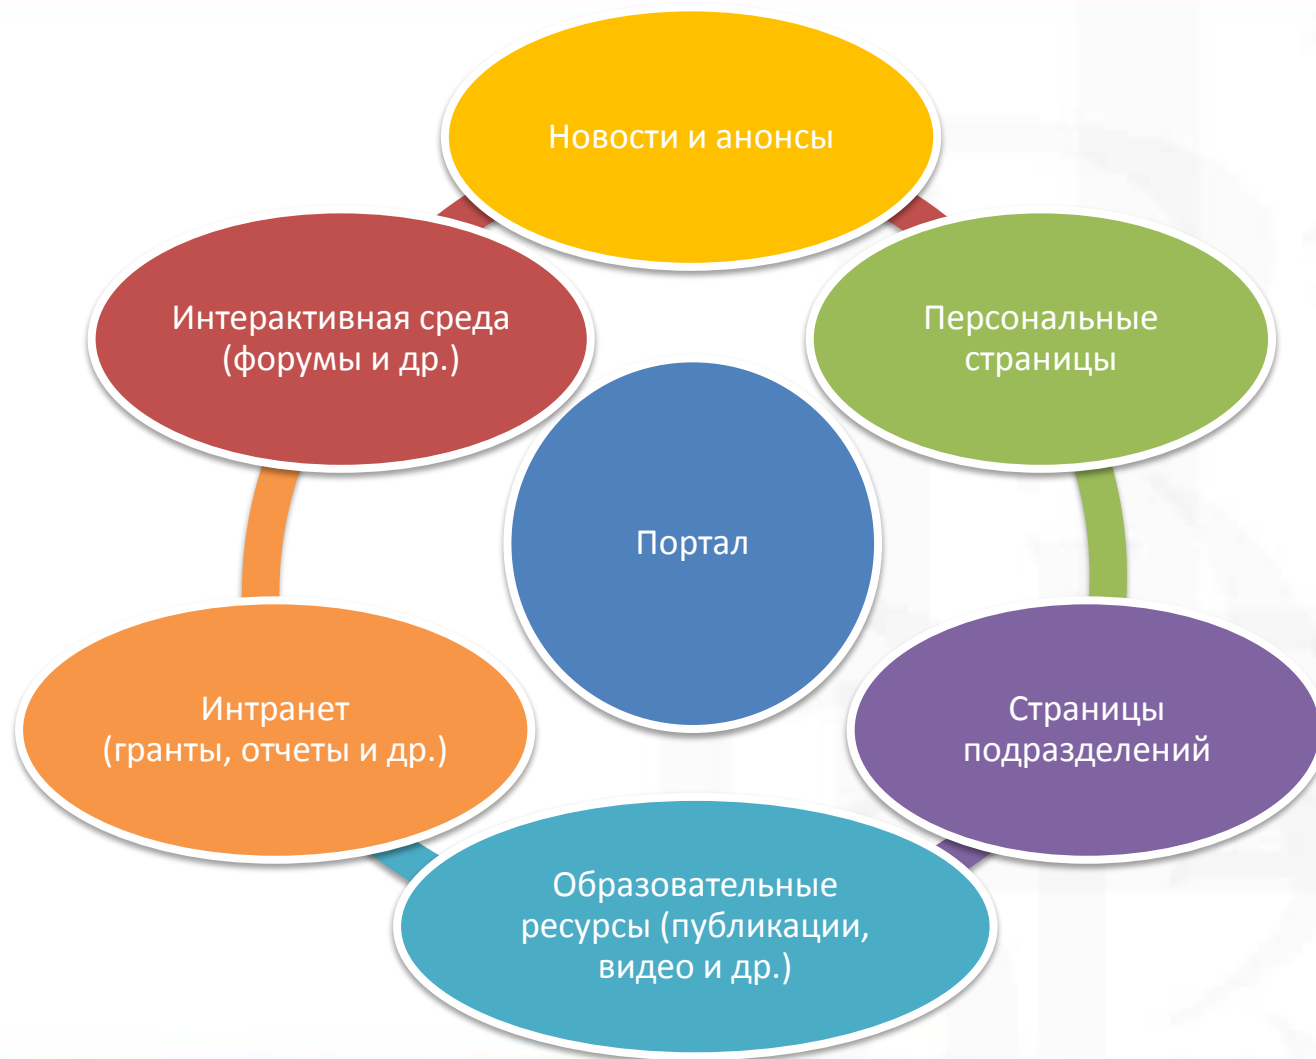 Новости и анонсы
Интерактивная среда
(форумы и др.)
Персональные
страницы
Портал
Интранет
(гранты, отчеты и др.)
Страницы
подразделений
Образовательные
ресурсы (публикации,
видео и др.)